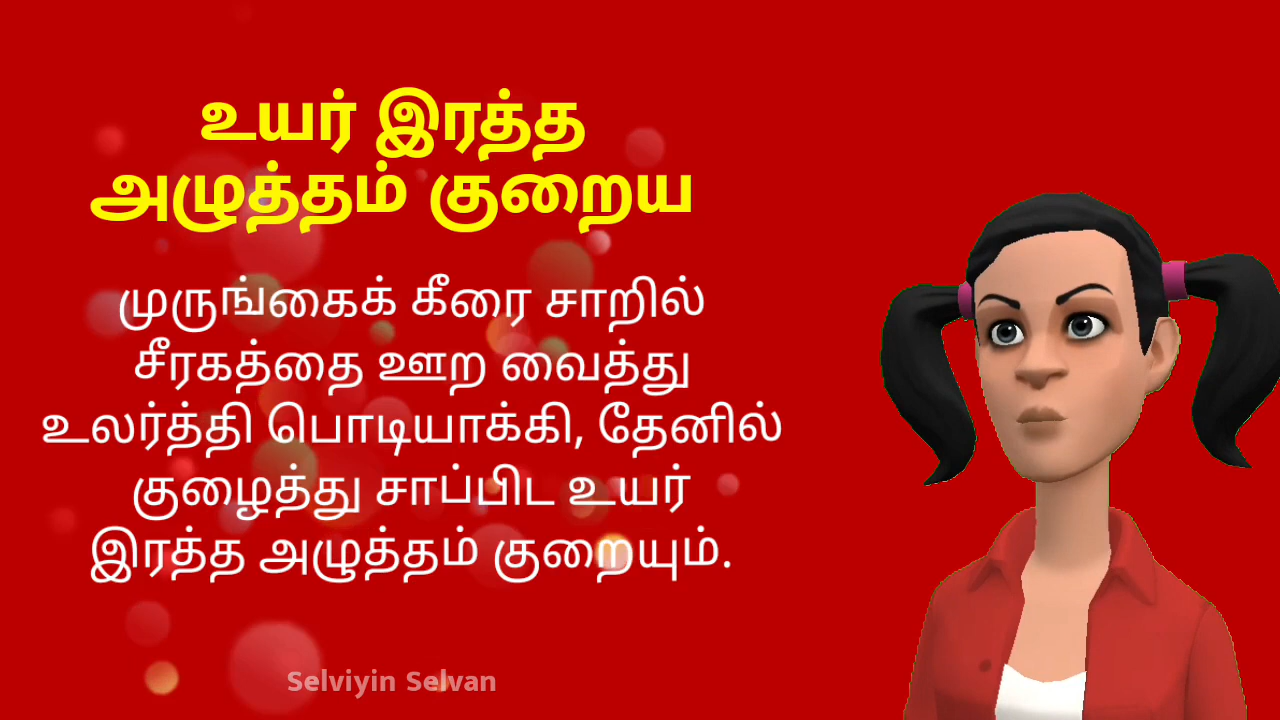 உயர் இரத்த
அழுத்தம் குறைய
முருங்கைக் கீரை சாறில்
சீரகத்தை ஊற வைத்து
உலர்த்தி பொடியாக்கி, தேனில்
குழைத்து சாப்பிட உயர்
இரத்த அழுத்தம் குறையும்.
Selviyin Selvan